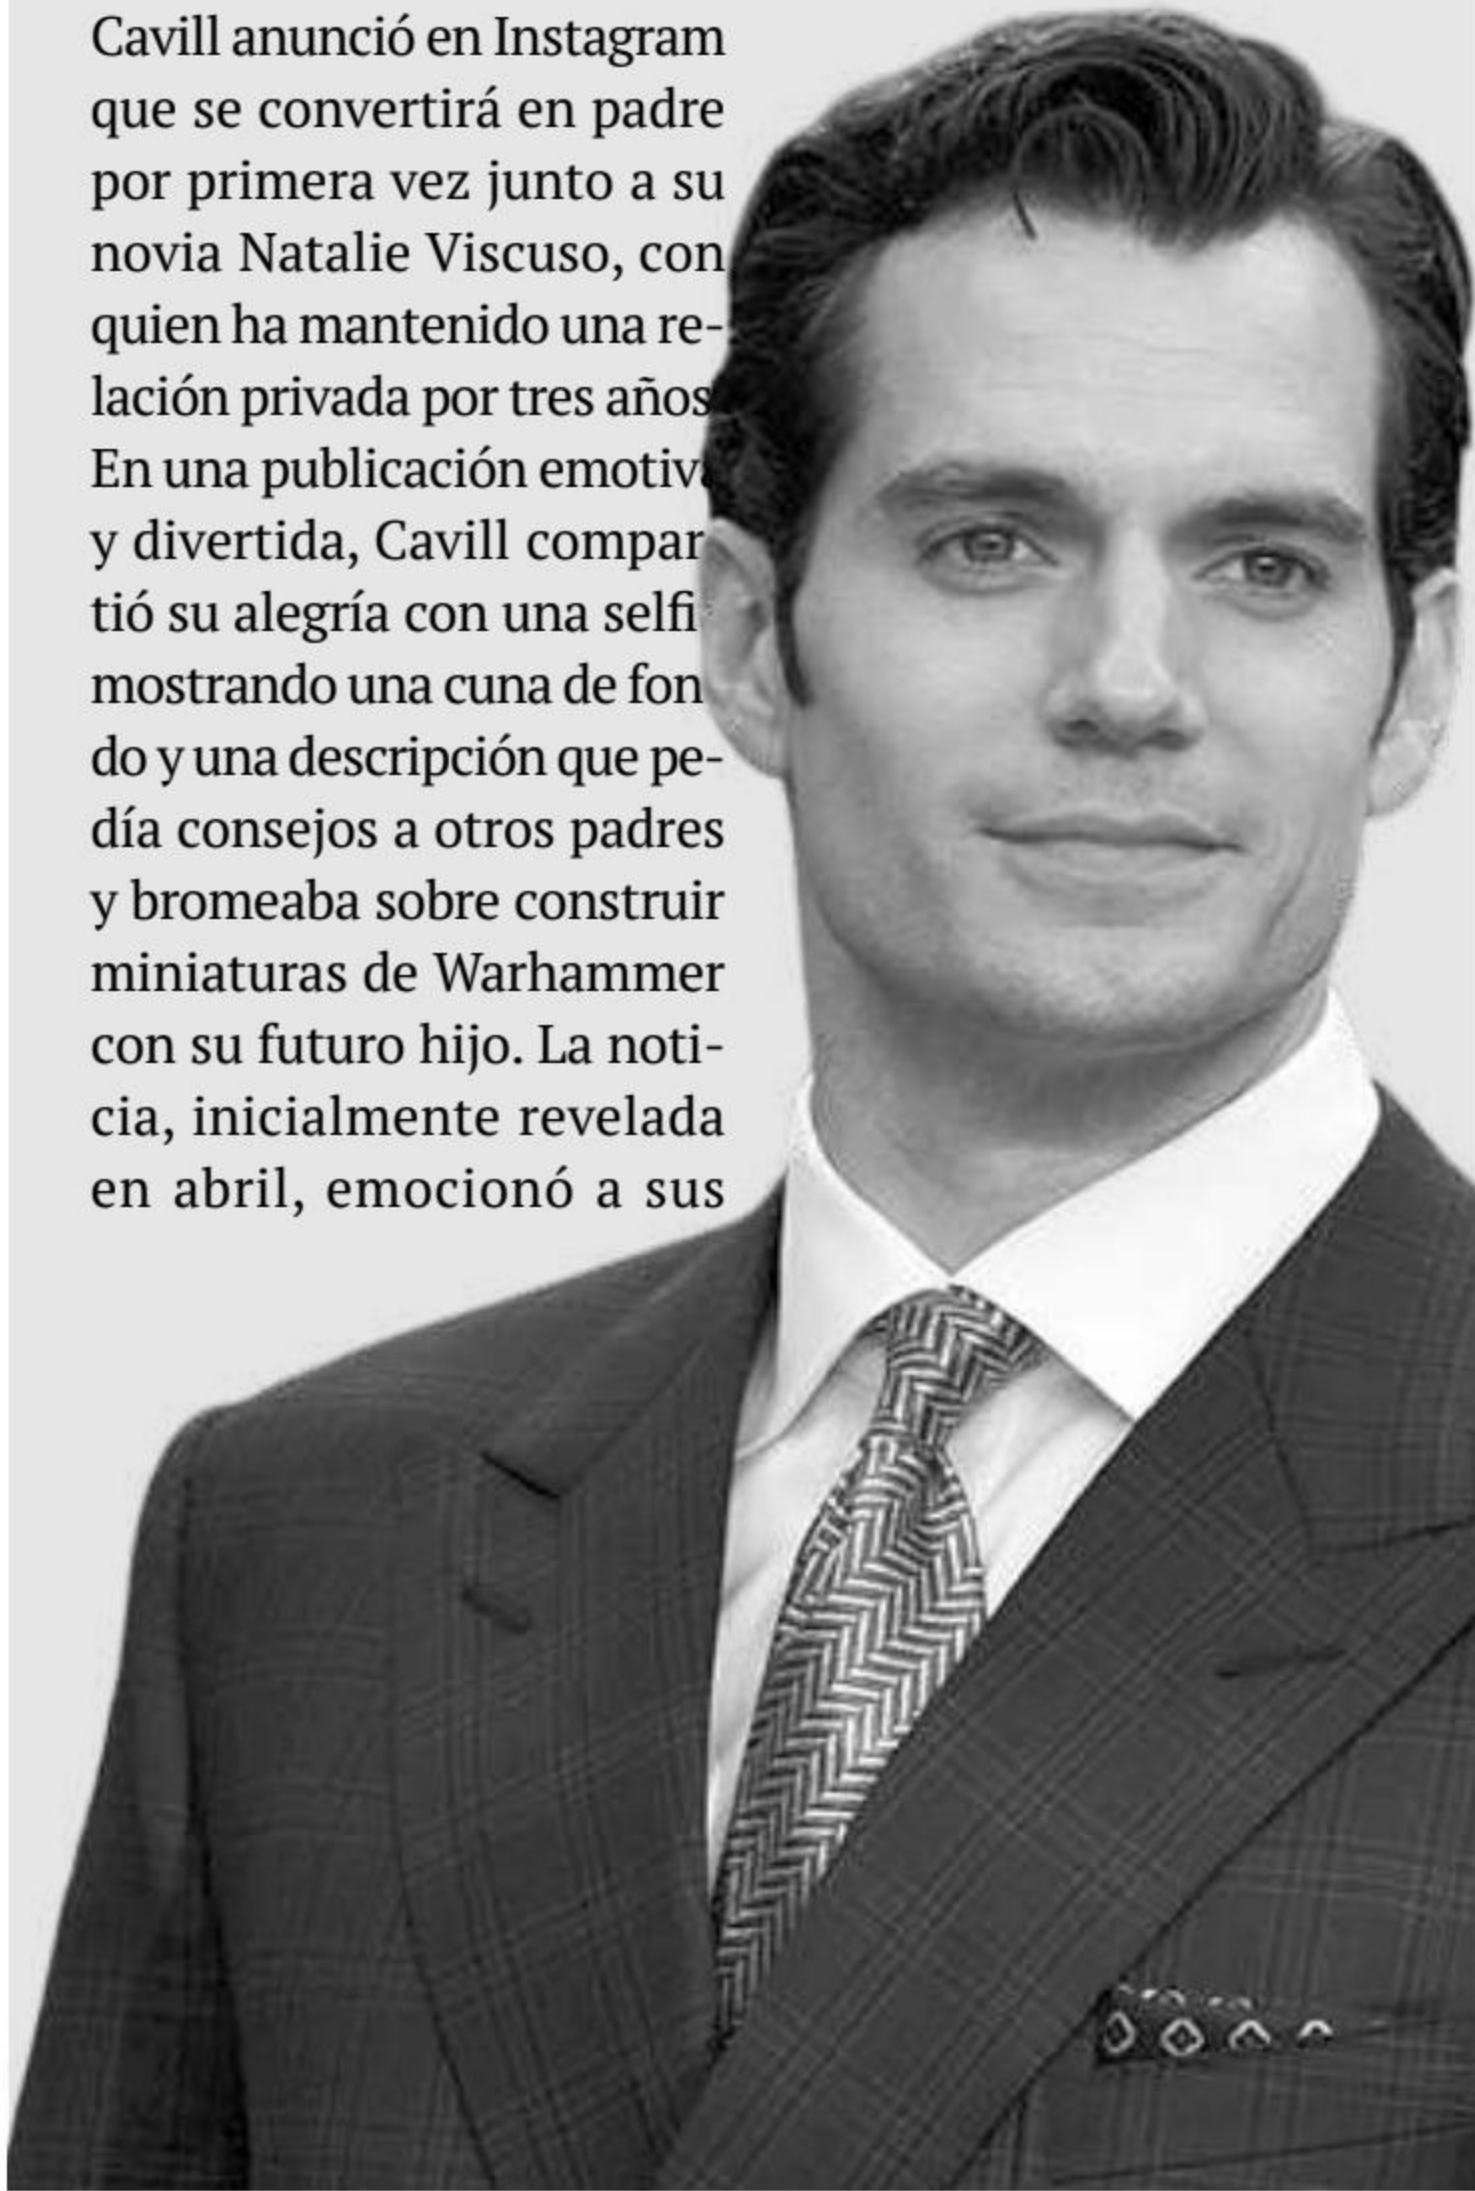 Cavill anunció en Instagram
que se convertirá en padre
por primera vez junto a su
novia Natalie Viscuso, con
quien ha mantenido una re-
lación privada por tres años
En una publicación emotiva
y divertida, Cavill compar
tió su alegría con una selfi
mostrando una cuna de fon
do y una descripción que pe-
día consejos a otros padres
y bromeaba sobre construir
miniaturas de Warhammer
con su futuro hijo. La noti-
cia, inicialmente revelada
en abril, emocionó a sus